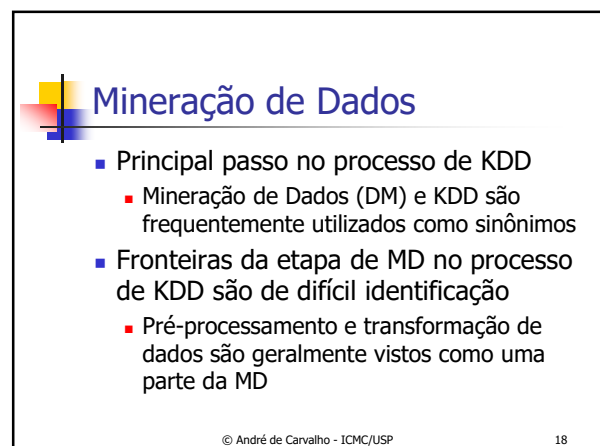 Mineração de Dados
Principal passo no processo de KDD
Mineração de Dados (DM) e KDD são
frequentemente utilizados como sinônimos
Fronteiras da etapa de MD no processo
de KDD são de difícil identificação
Pré-processamento e transformação de
dados são geralmente vistos como uma
parte da MD
© André de Carvalho - ICMC/USP
18